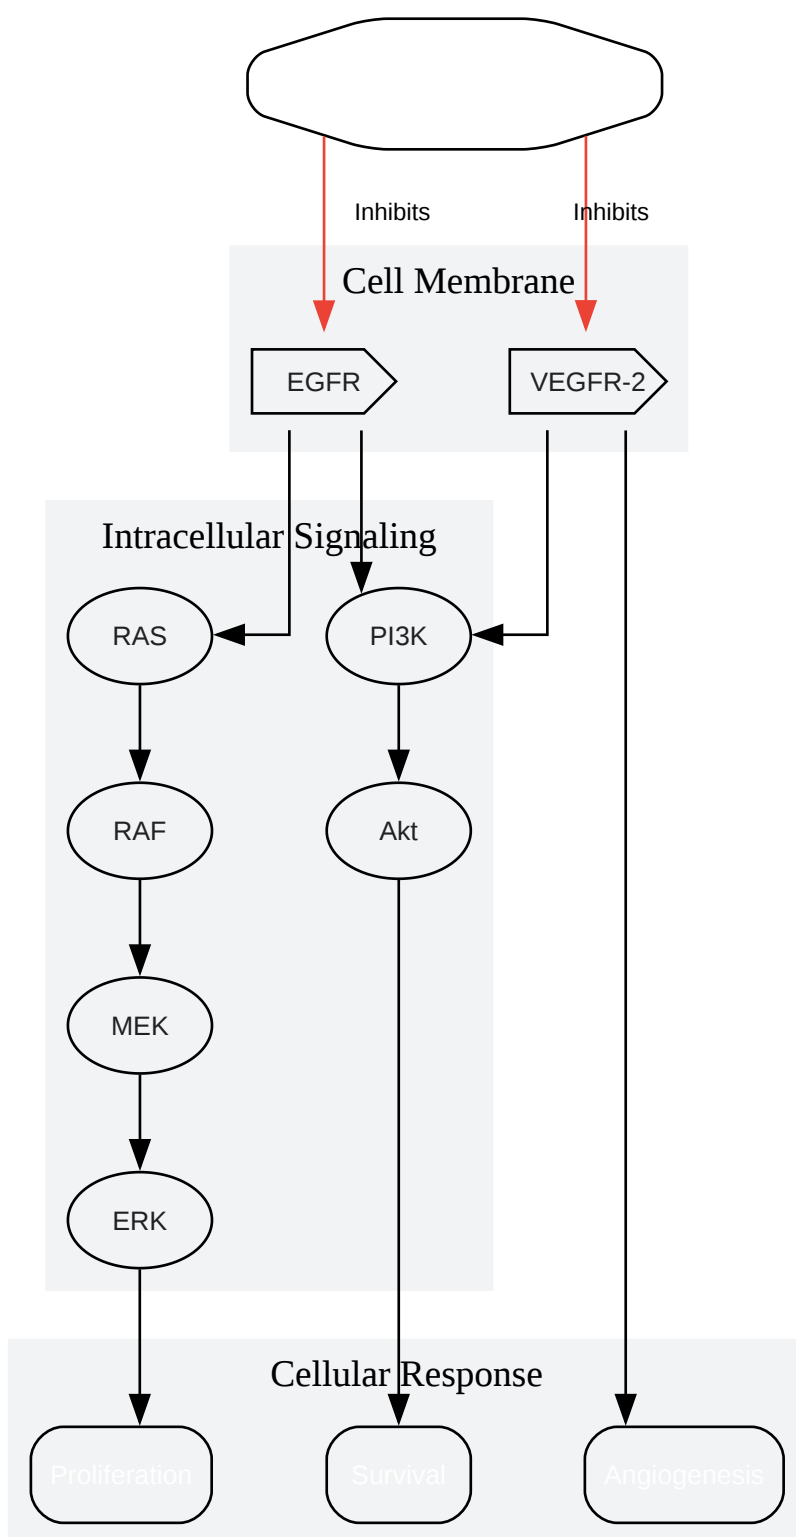 Inhibits
Inhibits
Cell Membrane
EGFR
VEGFR-2
Intracellular Signaling
RAS
PI3K
RAF
Akt
MEK
ERK
Cellular Response
Proliferation
Survival
Angiogenesis